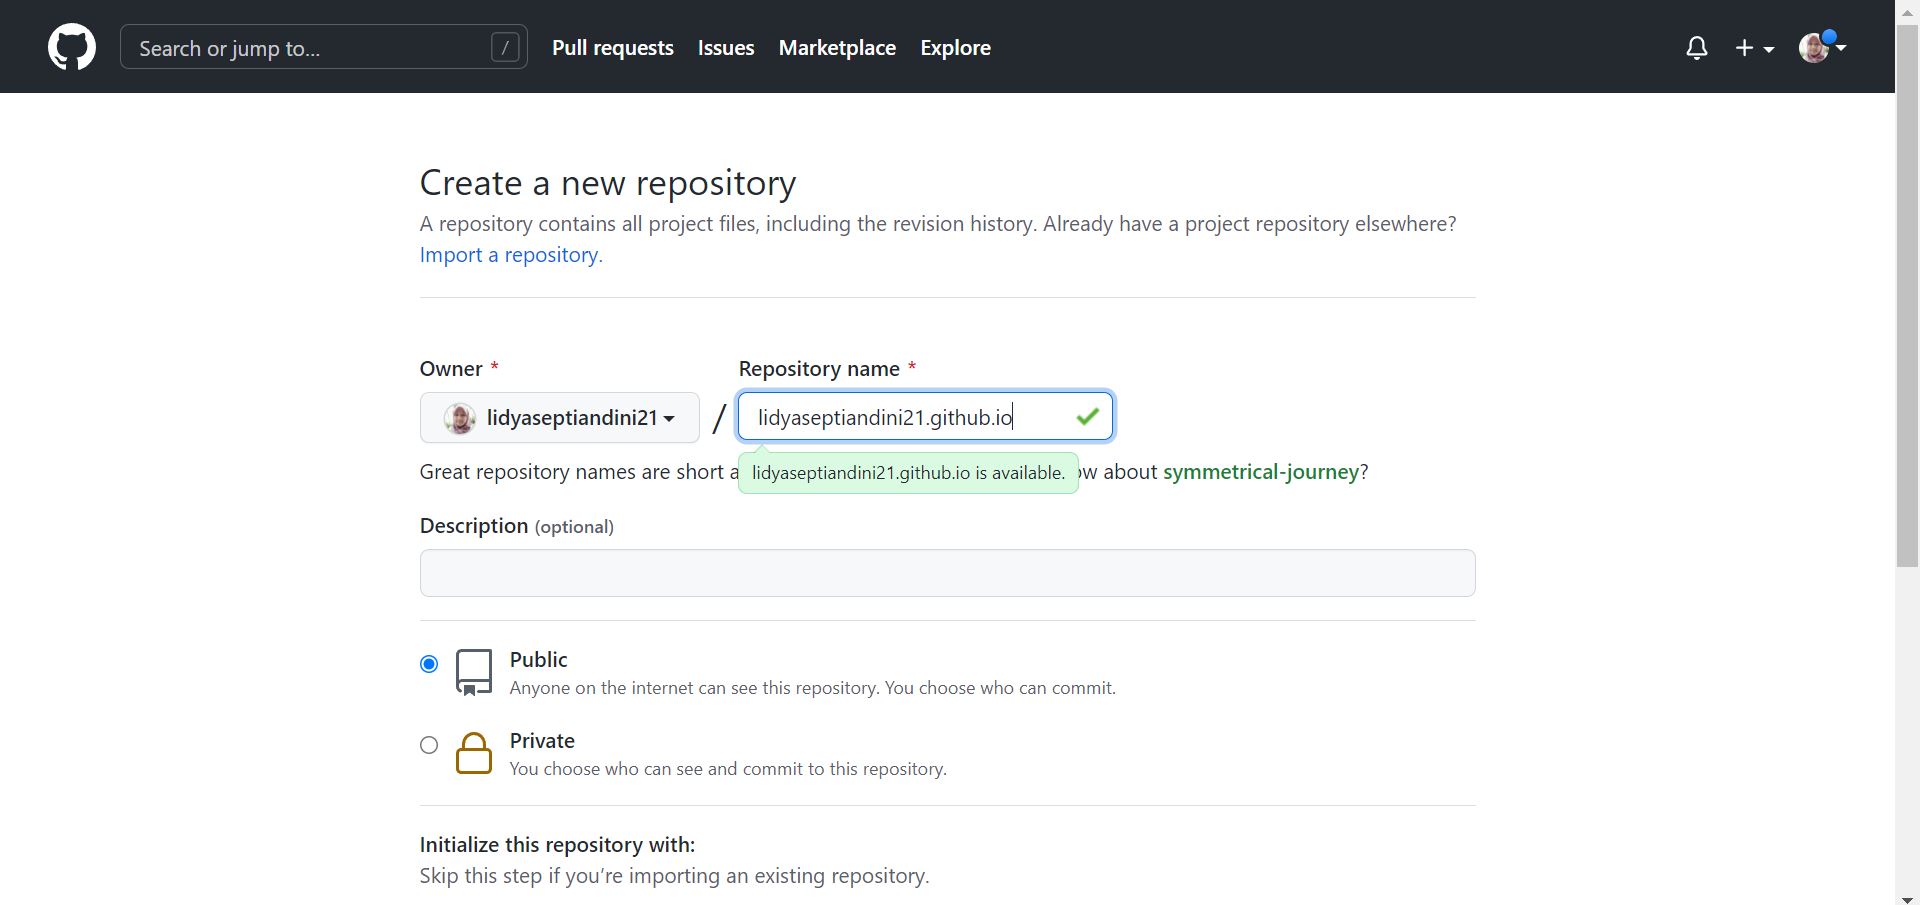 Search or jump to... /
Pull requests Issues Marketplace Explore
Create a new repository
A repository contains all project files, including the revision history. Already have a project repository elsewhere?
Import a repository.
Owner * Repository name *
lidyaseptiandini21 / lidyaseptiandini21.github.io
Great repository names are short a ow about symmetrical-journey?
lidyaseptiandini21.github.io is available.
Description (optional)
Public
Anyone on the internet can see this repository. You choose who can commit.
Private
You choose who can see and commit to this repository.
Initialize this repository with:
Skip this step if you’re importing an existing repository.